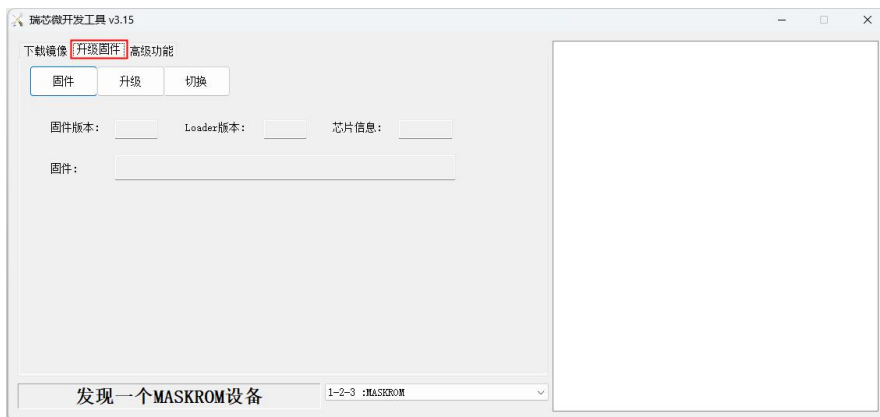 瑞芯微开发工具 v3.15
下载镜像 升级固件 高级功能
固件 升级 切换
固件版本: Loader版本: 芯片信息:
固件:
发现一个MASKROM设备 1-2-3 :MASKROM